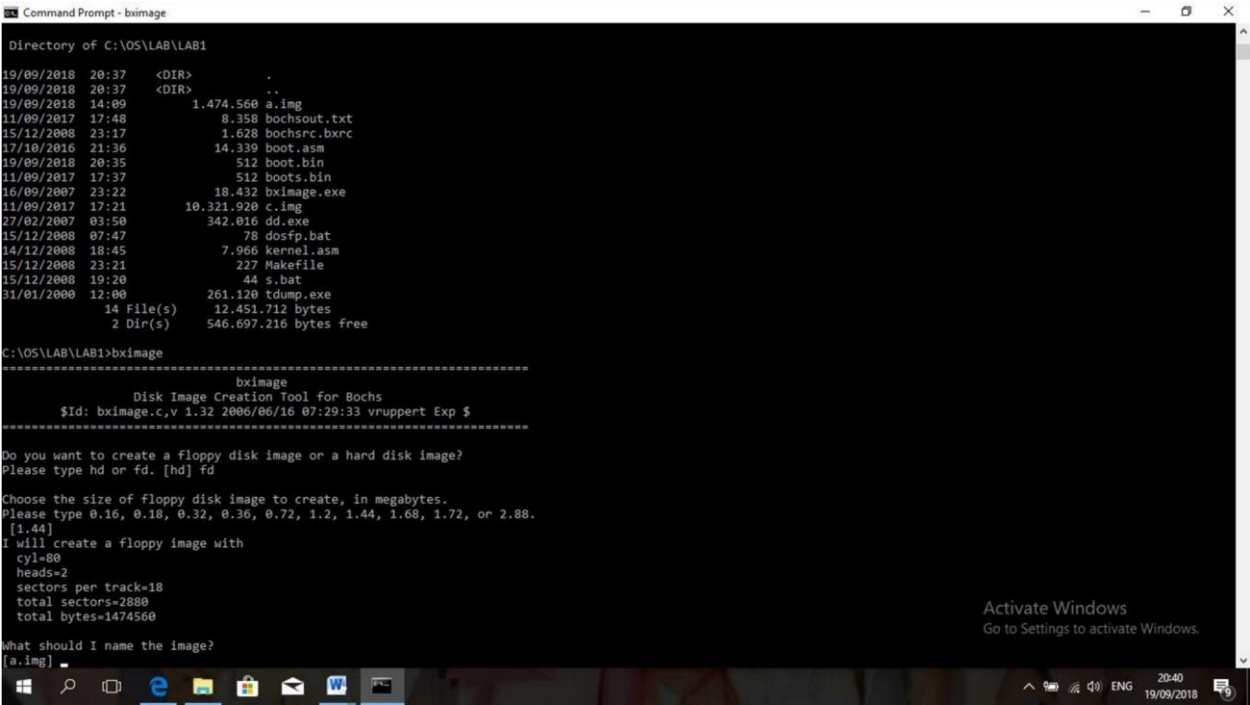 Command Prompt - bximage
Directory of C:\OS\LAB\LAB1
19/09/2018 20:37 <DIR> .
19/09/2018 20:37 <DIR> ..
19/09/2018 14:09 1.474.560 a.img
11/09/2017 17:48 8.358 bochsout.txt
15/12/2008 23:17 1.628 bochsrc.bxrc
17/10/2016 21:36 14.339 boot.asm
19/09/2018 20:35 512 boot.bin
11/09/2017 17:37 512 boots.bin
16/09/2007 23:22 18.432 bximage.exe
11/09/2017 17:21 10.321.920 c.img
27/02/2007 03:50 342.016 dd.exe
15/12/2008 07:47 78 dosfp.bat
14/12/2008 18:45 7.966 kernel.asm
15/12/2008 23:21 227 Makefile
15/12/2008 19:20 44 s.bat
31/01/2000 12:00 261.120 tdump.exe
14 File(s) 12.451.712 bytes
2 Dir(s) 546.697.216 bytes free
C:\OS\LAB\LAB1>bximage
========================================================================
bximage
Disk Image Creation Tool for Bochs
$Id: bximage.c,v 1.32 2006/06/16 07:29:33 vruppert Exp $
========================================================================
Do you want to create a floppy disk image or a hard disk image?
Please type hd or fd. [hd] fd
Choose the size of floppy disk image to create, in megabytes.
Please type 0.16, 0.18, 0.32, 0.36, 0.72, 1.2, 1.44, 1.68, 1.72, or 2.88.
[1.44]
I will create a floppy image with
cyl=80
heads=2
sectors per track=18
total sectors=2880
total bytes=1474560
What should I name the image?
[a.img] _
Activate Windows
Go to Settings to activate Windows.
ENG
20:40
19/09/2018
9